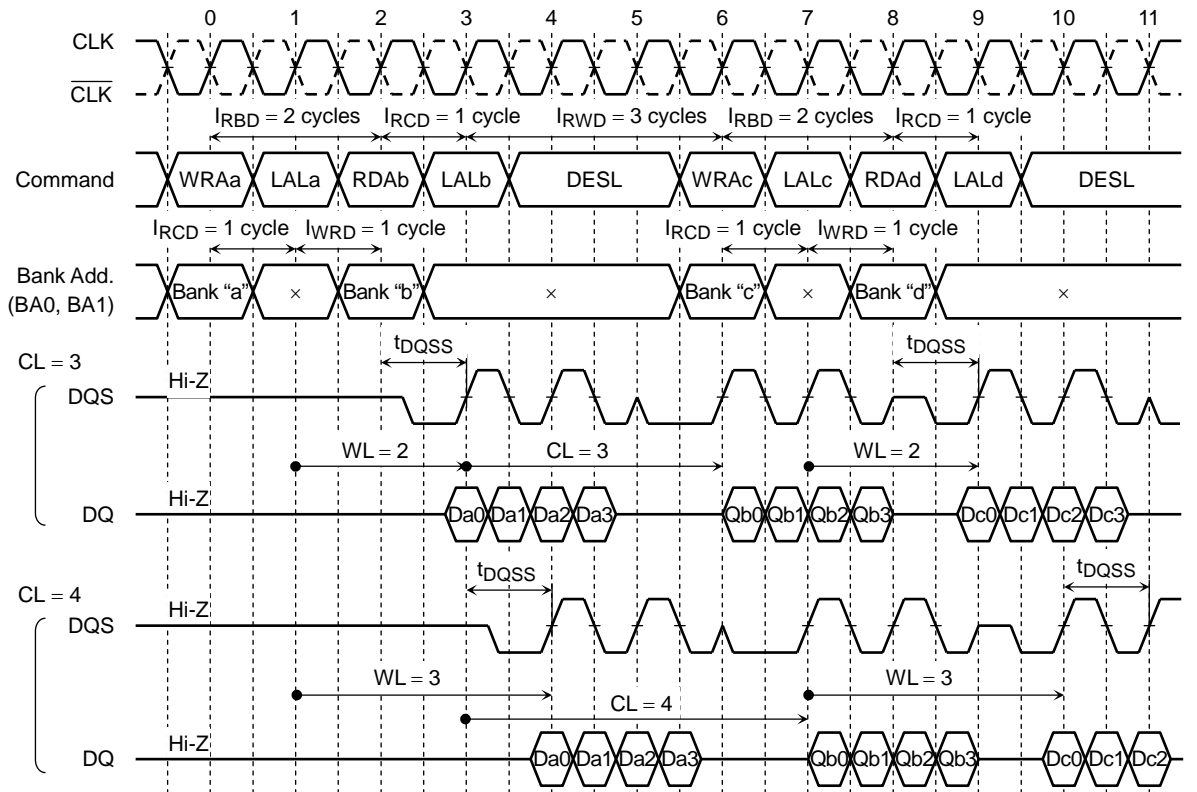 0 1 2 3 4 5 6 7 8 9 10 11
CLK
CLK
IRBD = 2 cycles IRCD = 1 cycle IRWD = 3 cycles IRBD = 2 cycles IRCD = 1 cycle
Command WRAa LALa RDAb LALb DESL WRAc LALc RDAd LALd DESL
IRCD = 1 cycle IWRD = 1 cycle IRCD = 1 cycle IWRD = 1 cycle
Bank Add.
(BA0, BA1)
Bank “a” × Bank “b” × Bank “c” × Bank “d” ×
tDQSS tDQSS
CL = 3
Hi-Z
DQS
WL = 2 CL = 3 WL = 2
Hi-Z
DQ Da0 Da1 Da2 Da3 Qb0 Qb1 Qb2 Qb3 Dc0 Dc1 Dc2 Dc3
tDQSS tDQSS
CL = 4
Hi-Z
DQS
WL = 3 WL = 3
CL = 4
Hi-Z
DQ Da0 Da1 Da2 Da3 Qb0 Qb1 Qb2 Qb3 Dc0 Dc1 Dc2